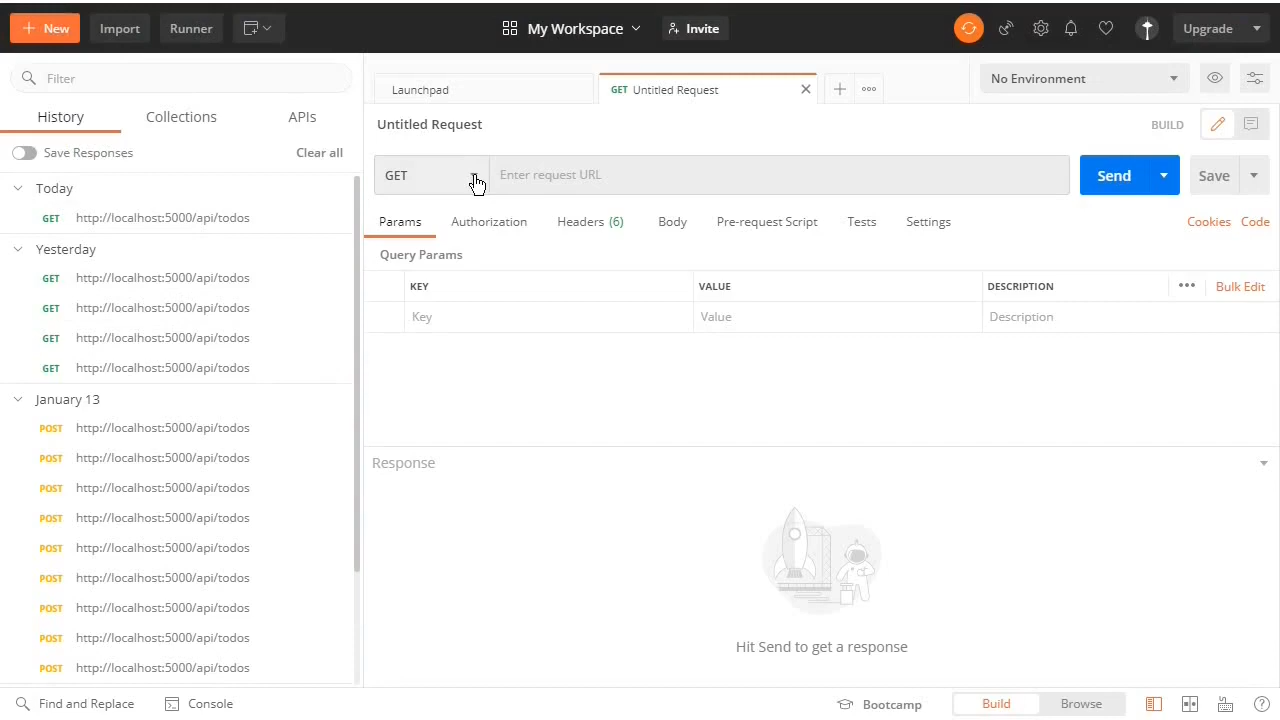 New
Import
Runner
My Workspace
Invite
Upgrade
Filter
History
Collections
APIs
Save Responses
Clear all
Today
GET http://localhost:5000/api/todos
Yesterday
GET http://localhost:5000/api/todos
GET http://localhost:5000/api/todos
GET http://localhost:5000/api/todos
GET http://localhost:5000/api/todos
January 13
POST http://localhost:5000/api/todos
POST http://localhost:5000/api/todos
POST http://localhost:5000/api/todos
POST http://localhost:5000/api/todos
POST http://localhost:5000/api/todos
POST http://localhost:5000/api/todos
POST http://localhost:5000/api/todos
POST http://localhost:5000/api/todos
POST http://localhost:5000/api/todos
Launchpad
GET Untitled Request
No Environment
Untitled Request
BUILD
GET
Enter request URL
Send
Save
Params
Authorization
Headers (6)
Body
Pre-request Script
Tests
Settings
Cookies
Code
Query Params
KEY
VALUE
DESCRIPTION
Bulk Edit
Key
Value
Description
Response
Hit Send to get a response
Find and Replace
Console
Bootcamp
Build
Browse